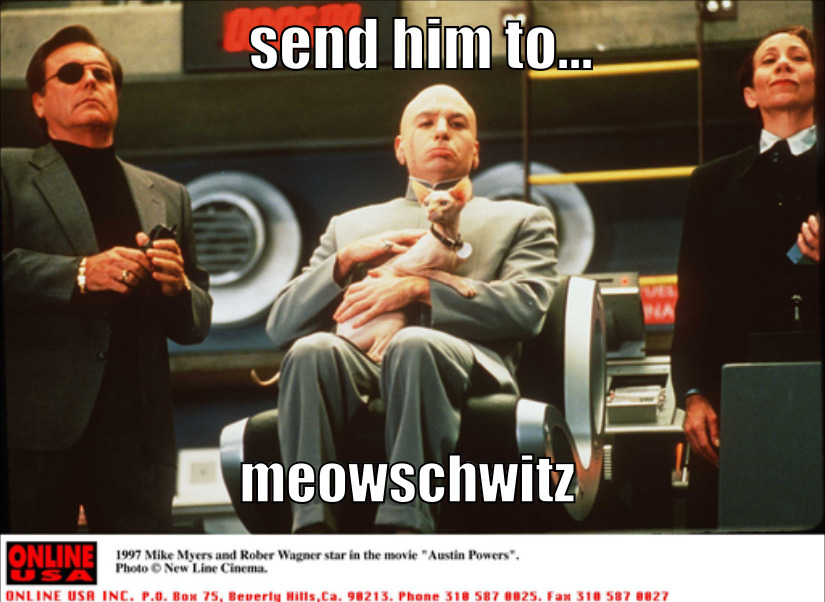 send him to...
meowschwitz
ONLINE
USA
1997 Mike Myers and Rober Wagner star in the movie "Austin Powers".
Photo © New Line Cinema.
ONLINE USA INC. P.O. Box 75, Beverly Hills,Ca. 90213. Phone 310 587 0025. Fax 310 587 0027